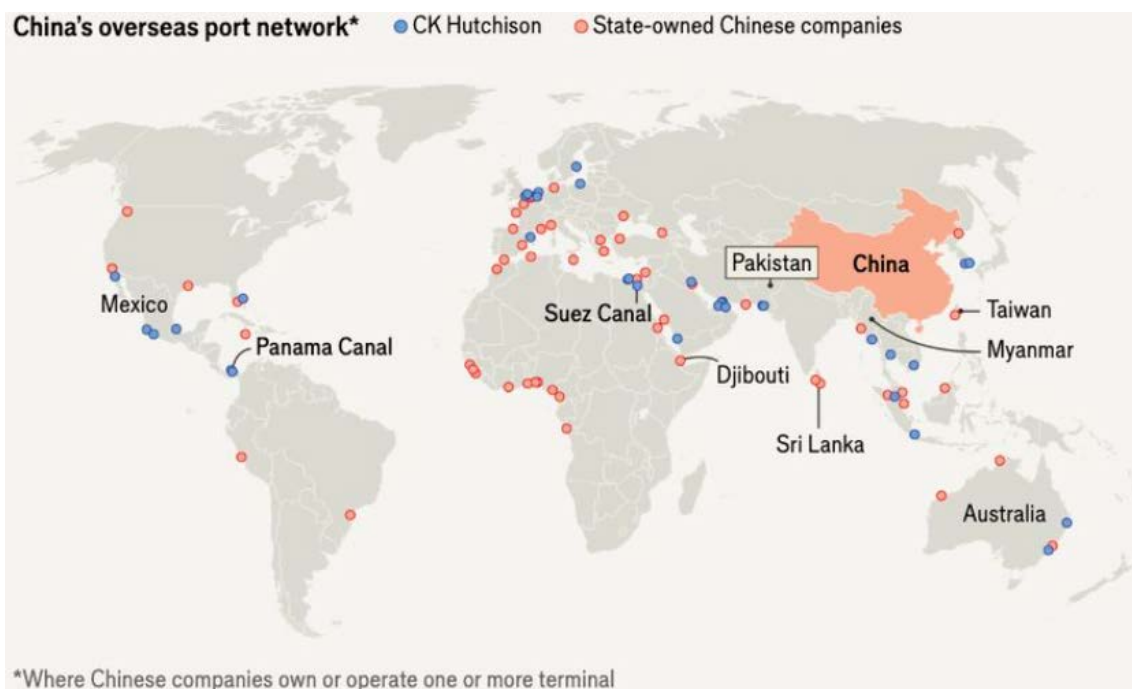 China's overseas port network*
CK Hutchison
State-owned Chinese companies
Pakistan
China
Mexico
Suez Canal
Taiwan
Panama Canal
Myanmar
Djibouti
Sri Lanka
Australia
*Where Chinese companies own or operate one or more terminal